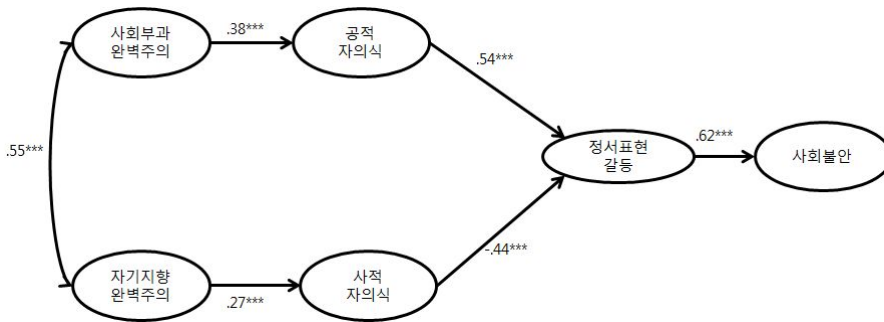 사회부과
완벽주의
.38***
공적
자의식
.54***
.55***
정서표현
갈등
.62***
사회불안
자기지향
완벽주의
.27***
사적
자의식
-.44***